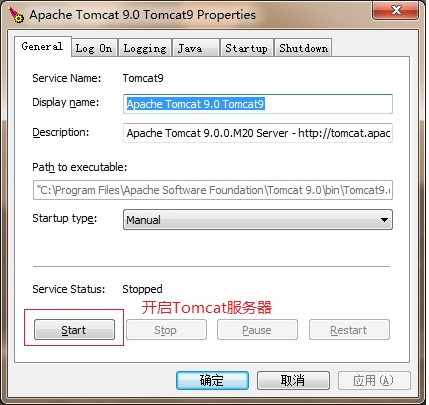 Apache Tomcat 9.0 Tomcat9 Properties
General Log On Logging Java Startup Shutdown
Service Name: Tomcat9
Display name: Apache Tomcat 9.0 Tomcat9
Description: Apache Tomcat 9.0.0.M20 Server - http://tomcat.apac
Path to executable:
"C:\Program Files\Apache Software Foundation\Tomcat 9.0\bin\Tomcat9.e
Startup type: Manual
Service Status: Stopped
开启Tomcat服务器
Start Stop Pause Restart
确定 取消 应用(A)